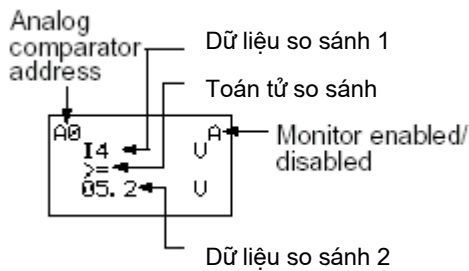 Analog
comparator
address
Dữ liệu so sánh 1
Toán tử so sánh
A0 A
I4 V
>=
05.2 V
Monitor enabled/
disabled
Dữ liệu so sánh 2